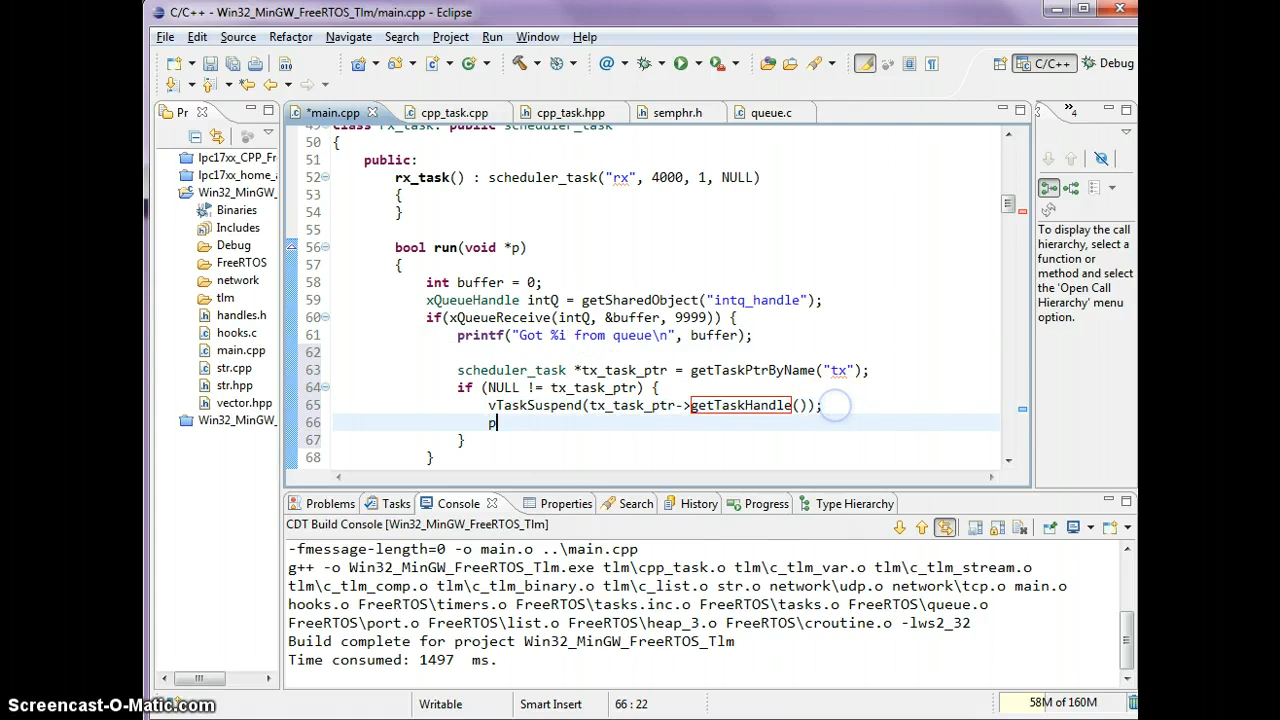 C/C++ - Win32_MinGW_FreeRTOS_Tlm/main.cpp - Eclipse
File Edit Source Refactor Navigate Search Project Run Window Help
C/C++ Debug
Pr
*main.cpp cpp_task.cpp cpp_task.hpp semphr.h queue.c
4
lpc17xx_CPP_Fr
lpc17xx_home_a
Win32_MinGW_
Binaries
Includes
Debug
FreeRTOS
network
tlm
handles.h
hooks.c
main.cpp
str.cpp
str.hpp
vector.hpp
Win32_MinGW_
49 class rx_task: public scheduler_task
50 {
51 public:
52 rx_task() : scheduler_task("rx", 4000, 1, NULL)
53 {
54 }
55
56 bool run(void *p)
57 {
58 int buffer = 0;
59 xQueueHandle intQ = getSharedObject("intq_handle");
60 if(xQueueReceive(intQ, &buffer, 9999)) {
61 printf("Got %i from queue\n", buffer);
62
63 scheduler_task *tx_task_ptr = getTaskPtrByName("tx");
64 if (NULL != tx_task_ptr) {
65 vTaskSuspend(tx_task_ptr->getTaskHandle());
66 p
67 }
68 }
To display the call
hierarchy, select a
function or
method and select
the 'Open Call
Hierarchy' menu
option.
Problems Tasks Console Properties Search History Progress Type Hierarchy
CDT Build Console [Win32_MinGW_FreeRTOS_Tlm]
-fmessage-length=0 -o main.o ..\main.cpp
g++ -o Win32_MinGW_FreeRTOS_Tlm.exe tlm\cpp_task.o tlm\c_tlm_var.o tlm\c_tlm_stream.o
tlm\c_tlm_comp.o tlm\c_tlm_binary.o tlm\c_list.o str.o network\udp.o network\tcp.o main.o
hooks.o FreeRTOS\timers.o FreeRTOS\tasks.inc.o FreeRTOS\tasks.o FreeRTOS\queue.o
FreeRTOS\port.o FreeRTOS\list.o FreeRTOS\heap_3.o FreeRTOS\croutine.o -lws2_32
Build complete for project Win32_MinGW_FreeRTOS_Tlm
Time consumed: 1497 ms.
Writable Smart Insert 66 : 22 58M of 160M
Screencast-O-Matic.com